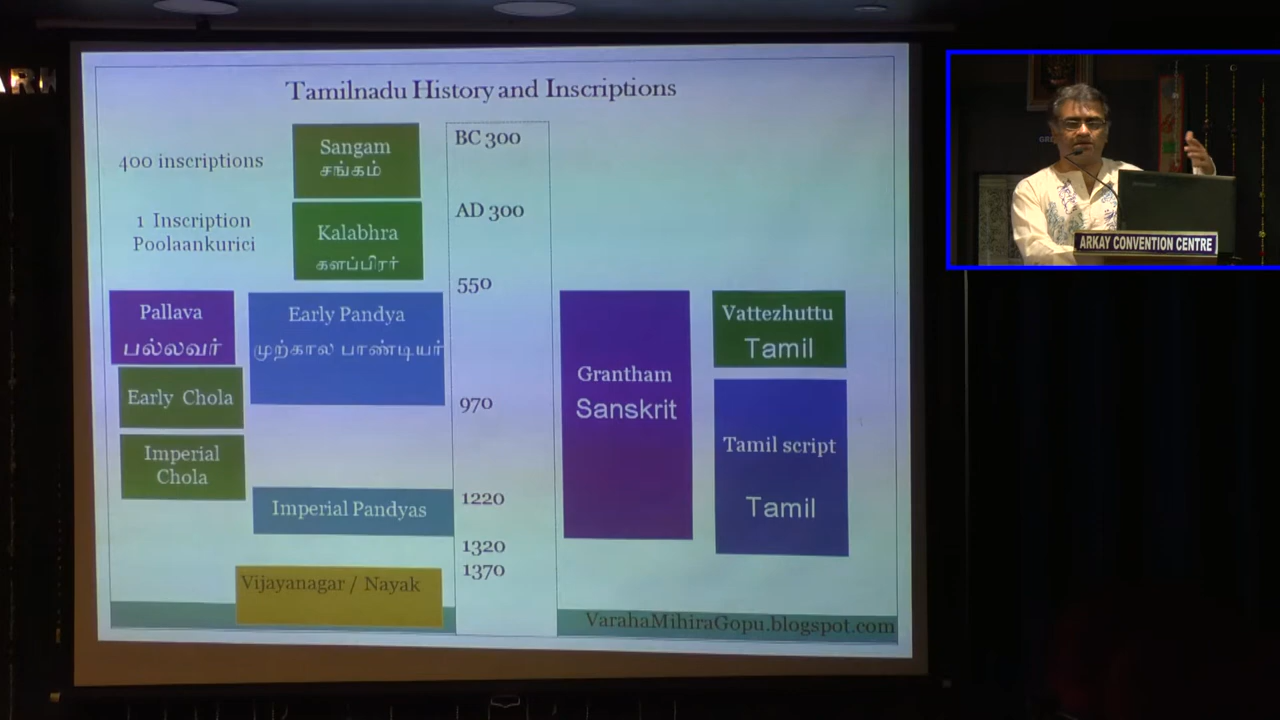 ARK
Tamilnadu History and Inscriptions
400 inscriptions
Sangam
சங்கம்
BC 300
1 Inscription
Poolaankurici
Kalabhra
களப்பிரர்
AD 300
550
Pallava
பல்லவர்
Early Pandya
முற்கால பாண்டியர்
Early Chola
970
Imperial
Chola
Imperial Pandyas
1220
1320
1370
Vijayanagar / Nayak
Grantham
Sanskrit
Vattezhuttu
Tamil
Tamil script
Tamil
VarahaMihiraGopu.blogspot.com
ARKAY CONVENTION CENTRE